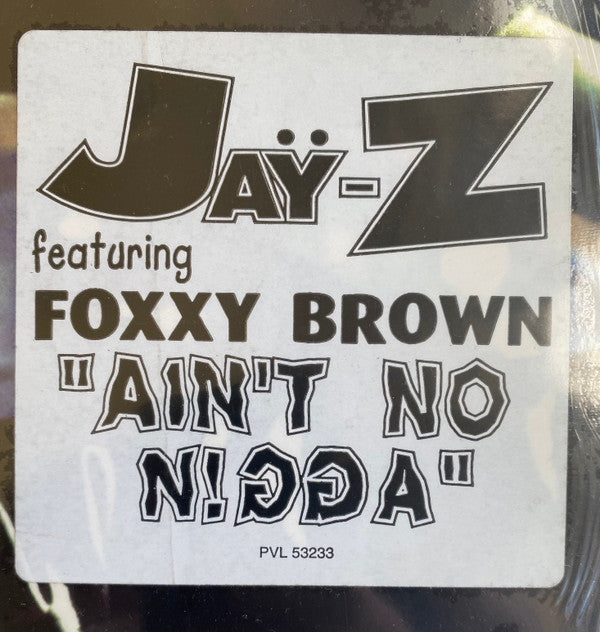 JAŸ-Z
featuring
FOXXY BROWN
"AIN'T NO
N!GGA"
PVL 53233